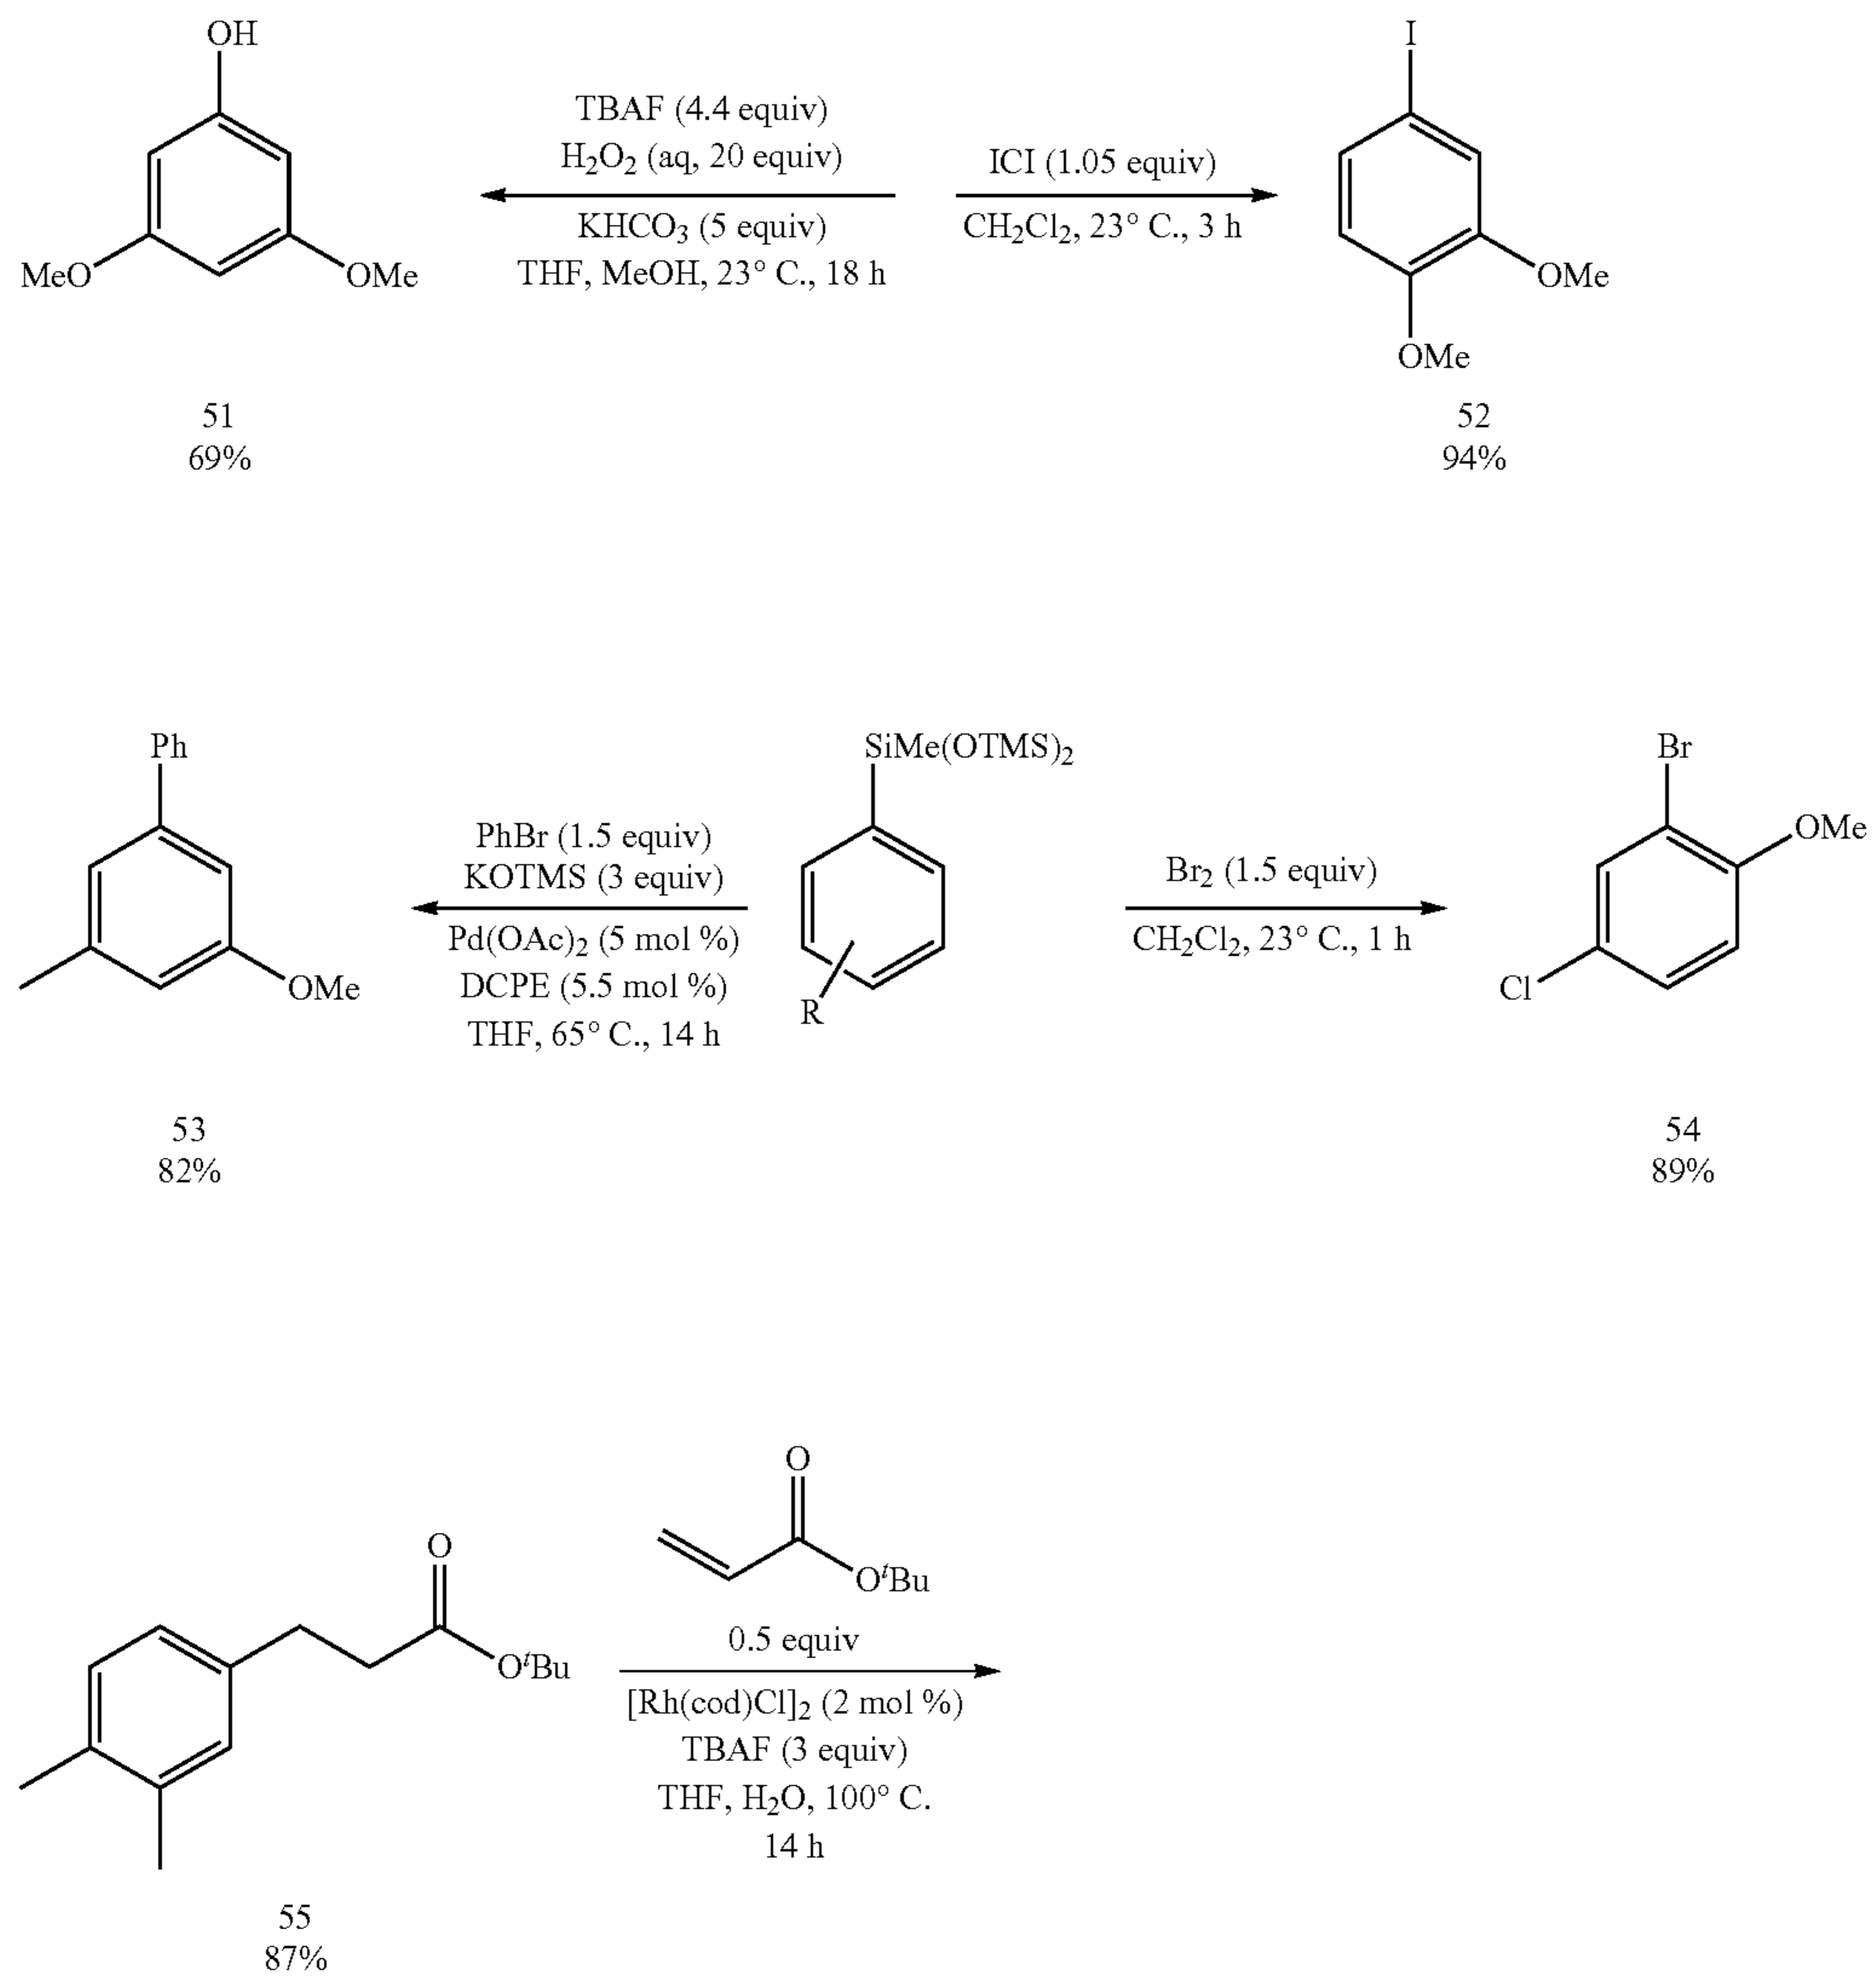 OH
TBAF (4.4 equiv)
H₂O₂ (aq, 20 equiv)
KHCO₃ (5 equiv)
THF, MeOH, 23° C., 18 h
MeO
OMe
51
69%
ICI (1.05 equiv)
CH₂Cl₂, 23° C., 3 h
I
OMe
OMe
52
94%
Ph
OMe
53
82%
PhBr (1.5 equiv)
KOTMS (3 equiv)
Pd(OAc)₂ (5 mol %)
DCPE (5.5 mol %)
THF, 65° C., 14 h
SiMe(OTMS)₂
R
Br₂ (1.5 equiv)
CH₂Cl₂, 23° C., 1 h
Br
OMe
Cl
54
89%
O
OᵗBu
55
87%
O
OᵗBu
0.5 equiv
[Rh(cod)Cl]₂ (2 mol %)
TBAF (3 equiv)
THF, H₂O, 100° C.
14 h